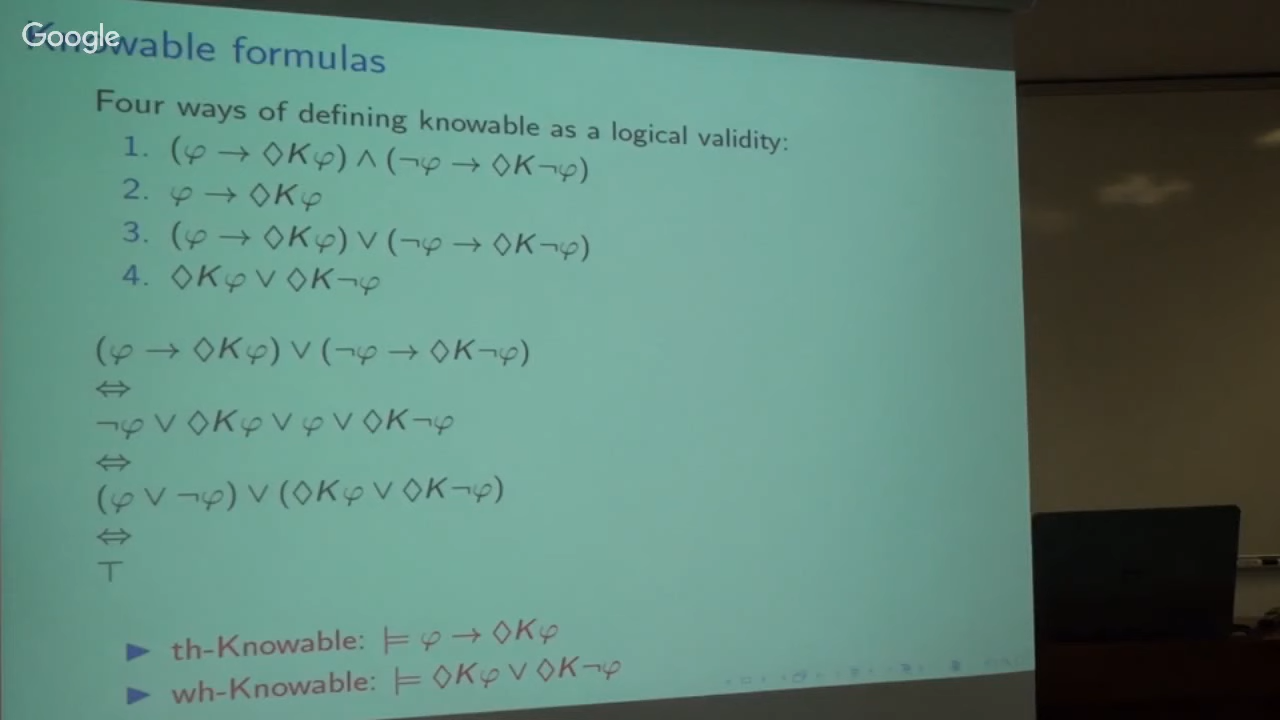 Google
Knowable formulas
Four ways of defining knowable as a logical validity:
1. (φ → ◇Kφ) ∧ (¬φ → ◇K¬φ)
2. φ → ◇Kφ
3. (φ → ◇Kφ) ∨ (¬φ → ◇K¬φ)
4. ◇Kφ ∨ ◇K¬φ
(φ → ◇Kφ) ∨ (¬φ → ◇K¬φ)
⇔
¬φ ∨ ◇Kφ ∨ φ ∨ ◇K¬φ
⇔
(φ ∨ ¬φ) ∨ (◇Kφ ∨ ◇K¬φ)
⇔
⊤
▶ th-Knowable: ⊨ φ → ◇Kφ
▶ wh-Knowable: ⊨ ◇Kφ ∨ ◇K¬φ